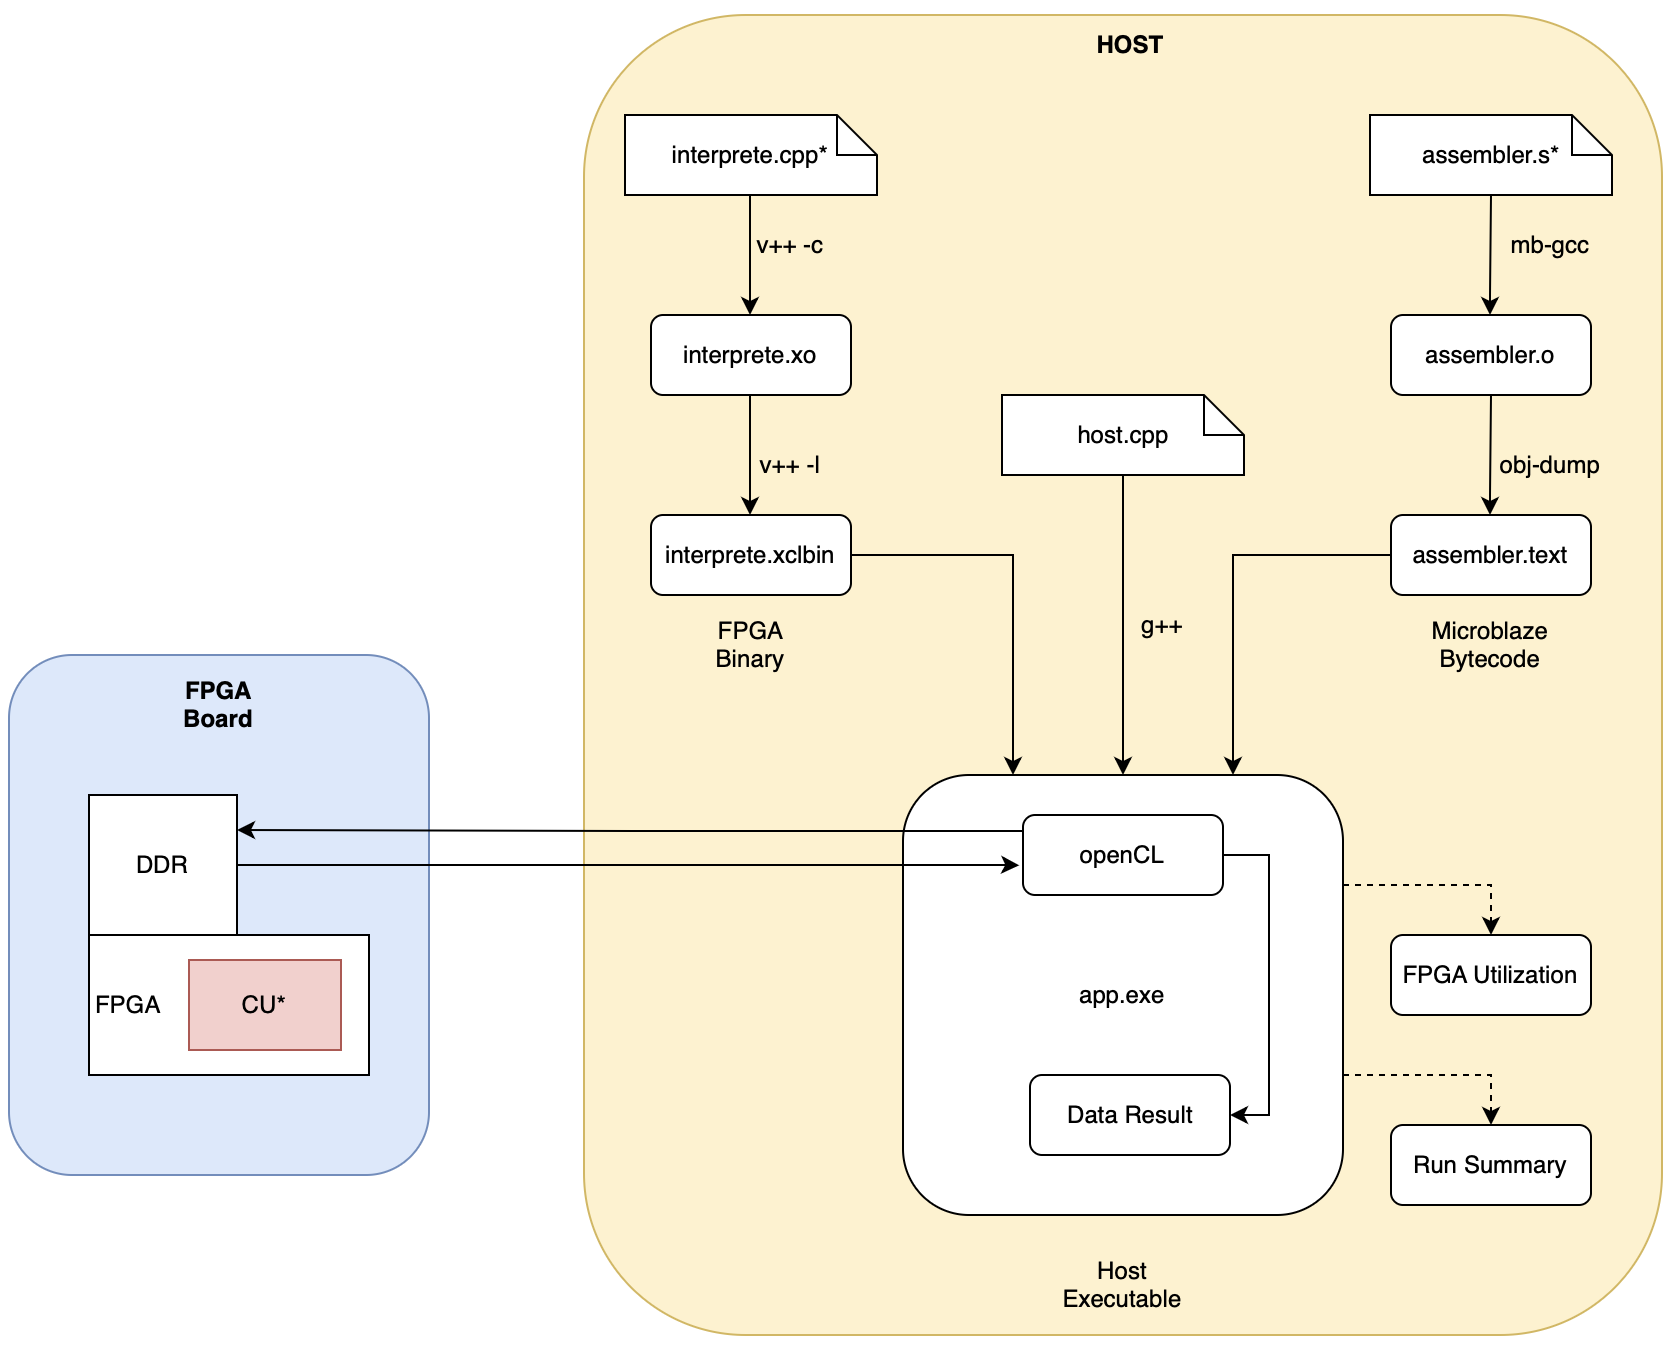 HOST
interprete.cpp*
assembler.s*
v++ -c
mb-gcc
interprete.xo
assembler.o
host.cpp
v++ -l
obj-dump
interprete.xclbin
assembler.text
FPGA
Binary
g++
Microblaze
Bytecode
FPGA
Board
DDR
openCL
FPGA
CU*
app.exe
FPGA Utilization
Data Result
Run Summary
Host
Executable